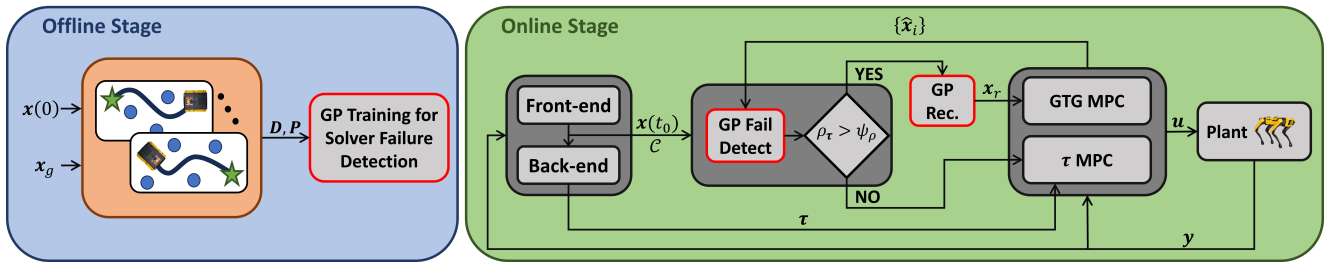 Offline Stage
x(0)
x_g
D, P
GP Training for
Solver Failure
Detection
Online Stage
Front-end
Back-end
x(t_0)
𝒞
GP Fail
Detect
ρ_τ > ψ_ρ
YES
NO
GP
Rec.
x_r
{x̂_i}
GTG MPC
τ MPC
u
Plant
τ
y